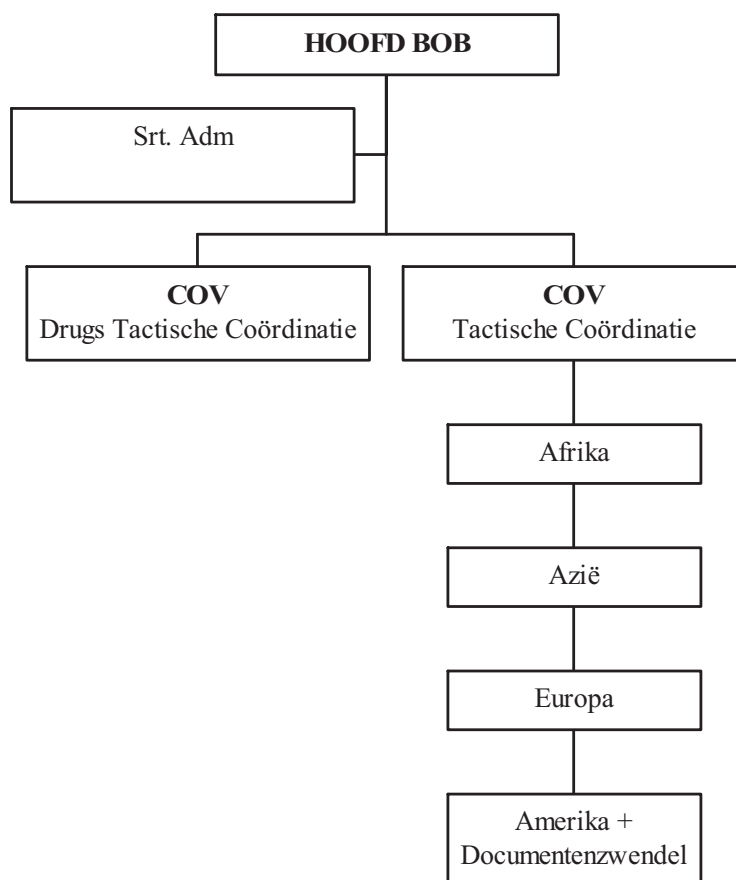 HOOFD BOB
Srt. Adm
COV
Drugs Tactische Coördinatie
COV
Tactische Coördinatie
Afrika
Azië
Europa
Amerika +
Documentenzwendel